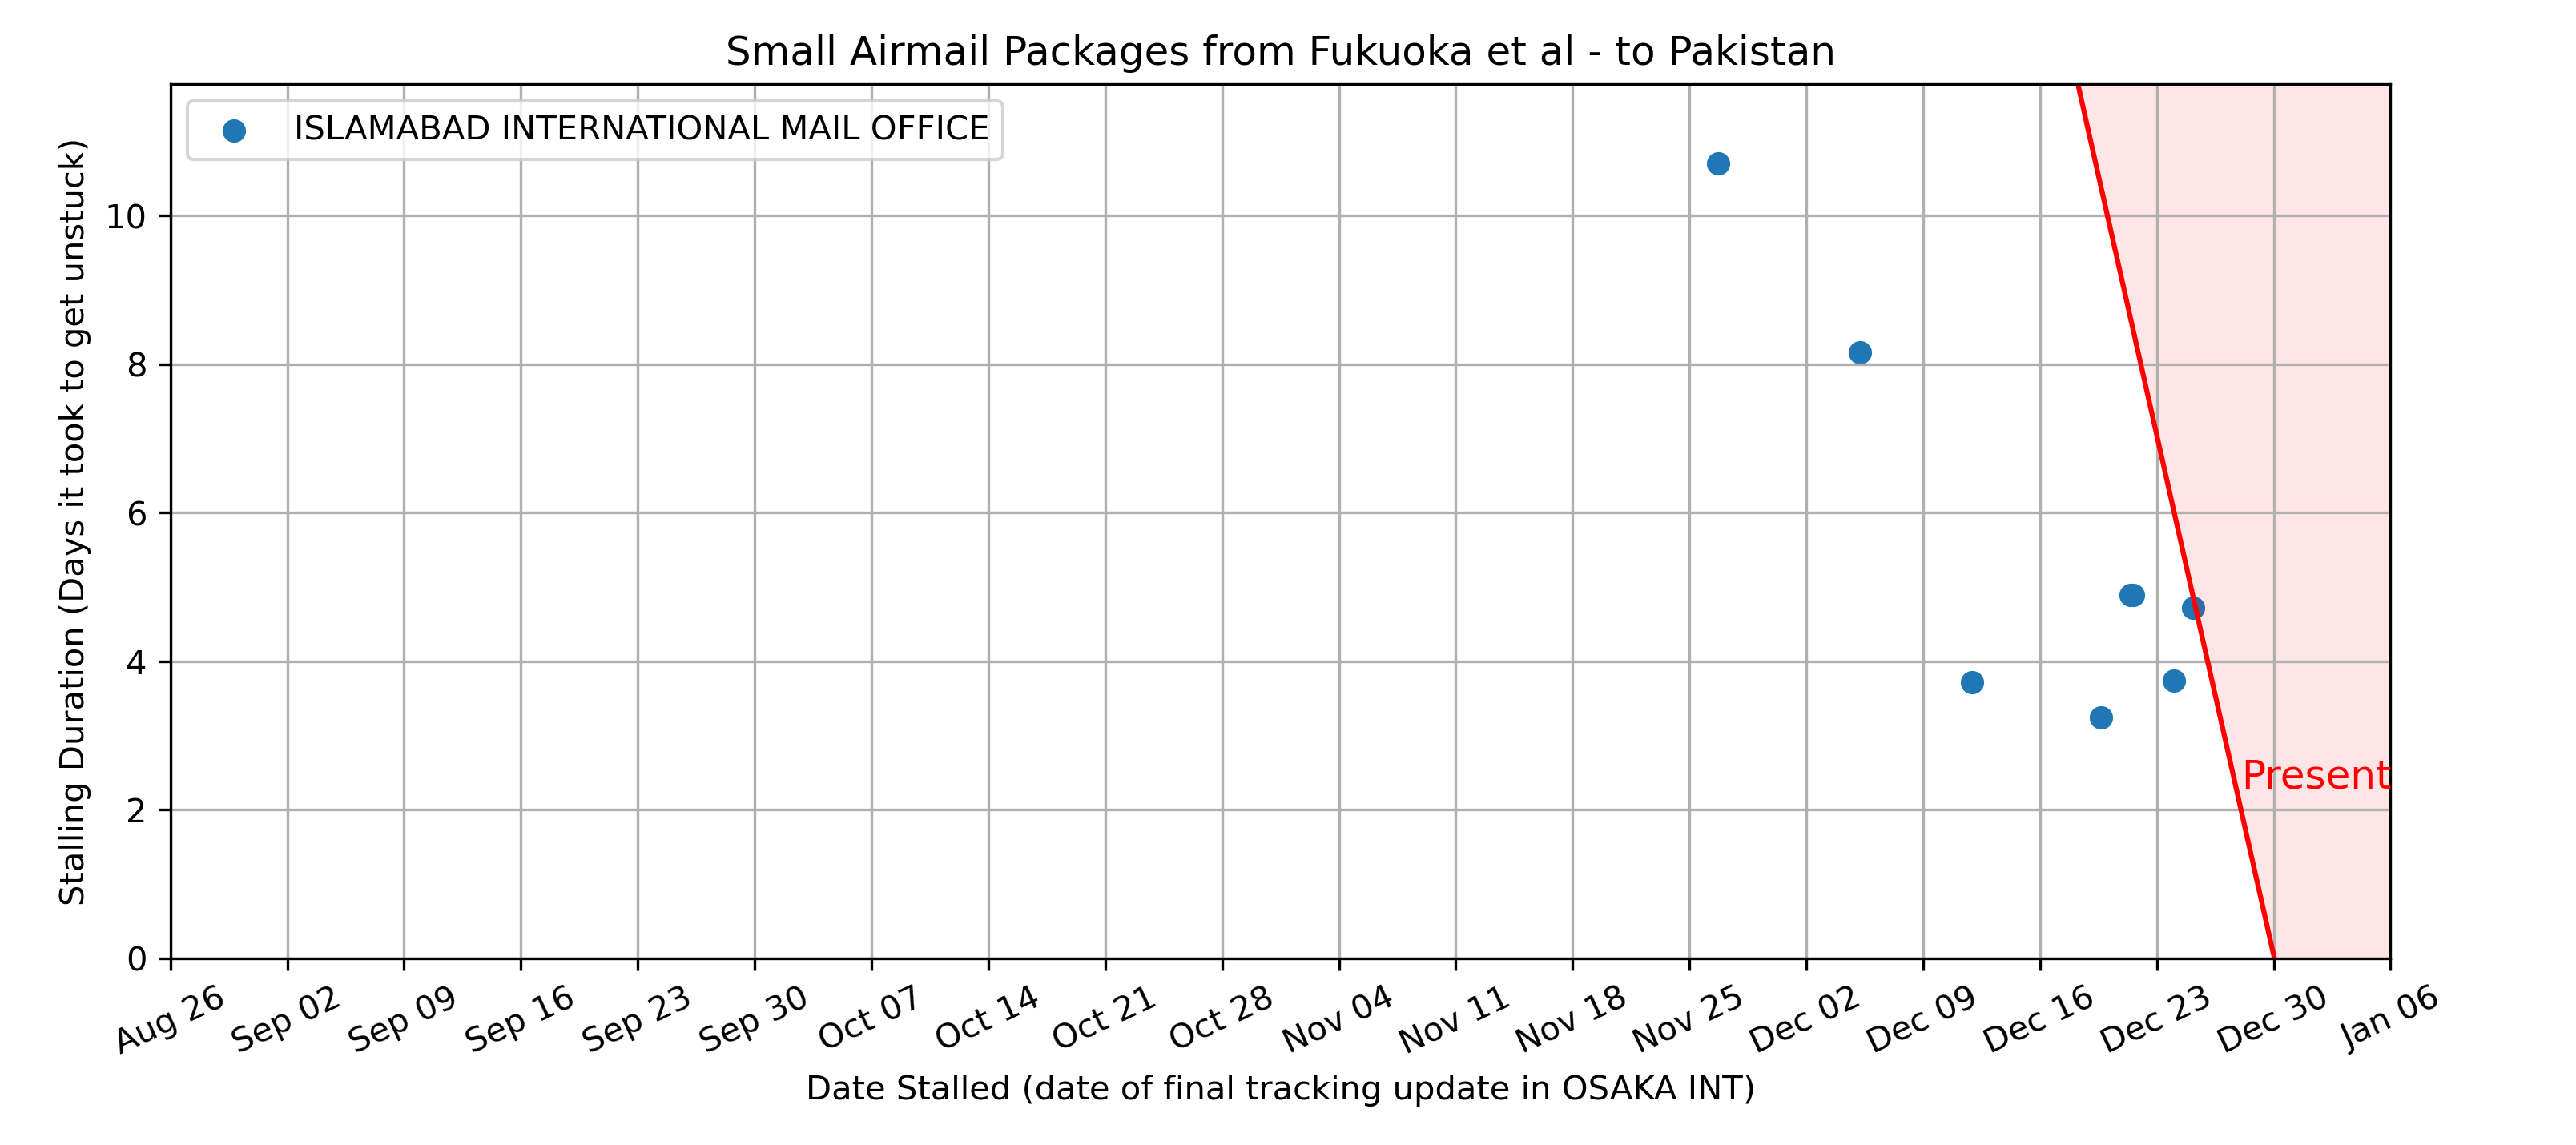 Small Airmail Packages from Fukuoka et al - to Pakistan
ISLAMABAD INTERNATIONAL MAIL OFFICE
Stalling Duration (Days it took to get unstuck)
10
8
6
4
2
0
Present
Aug 26
Sep 02
Sep 09
Sep 16
Sep 23
Sep 30
Oct 07
Oct 14
Oct 21
Oct 28
Nov 04
Nov 11
Nov 18
Nov 25
Dec 02
Dec 09
Dec 16
Dec 23
Dec 30
Jan 06
Date Stalled (date of final tracking update in OSAKA INT)